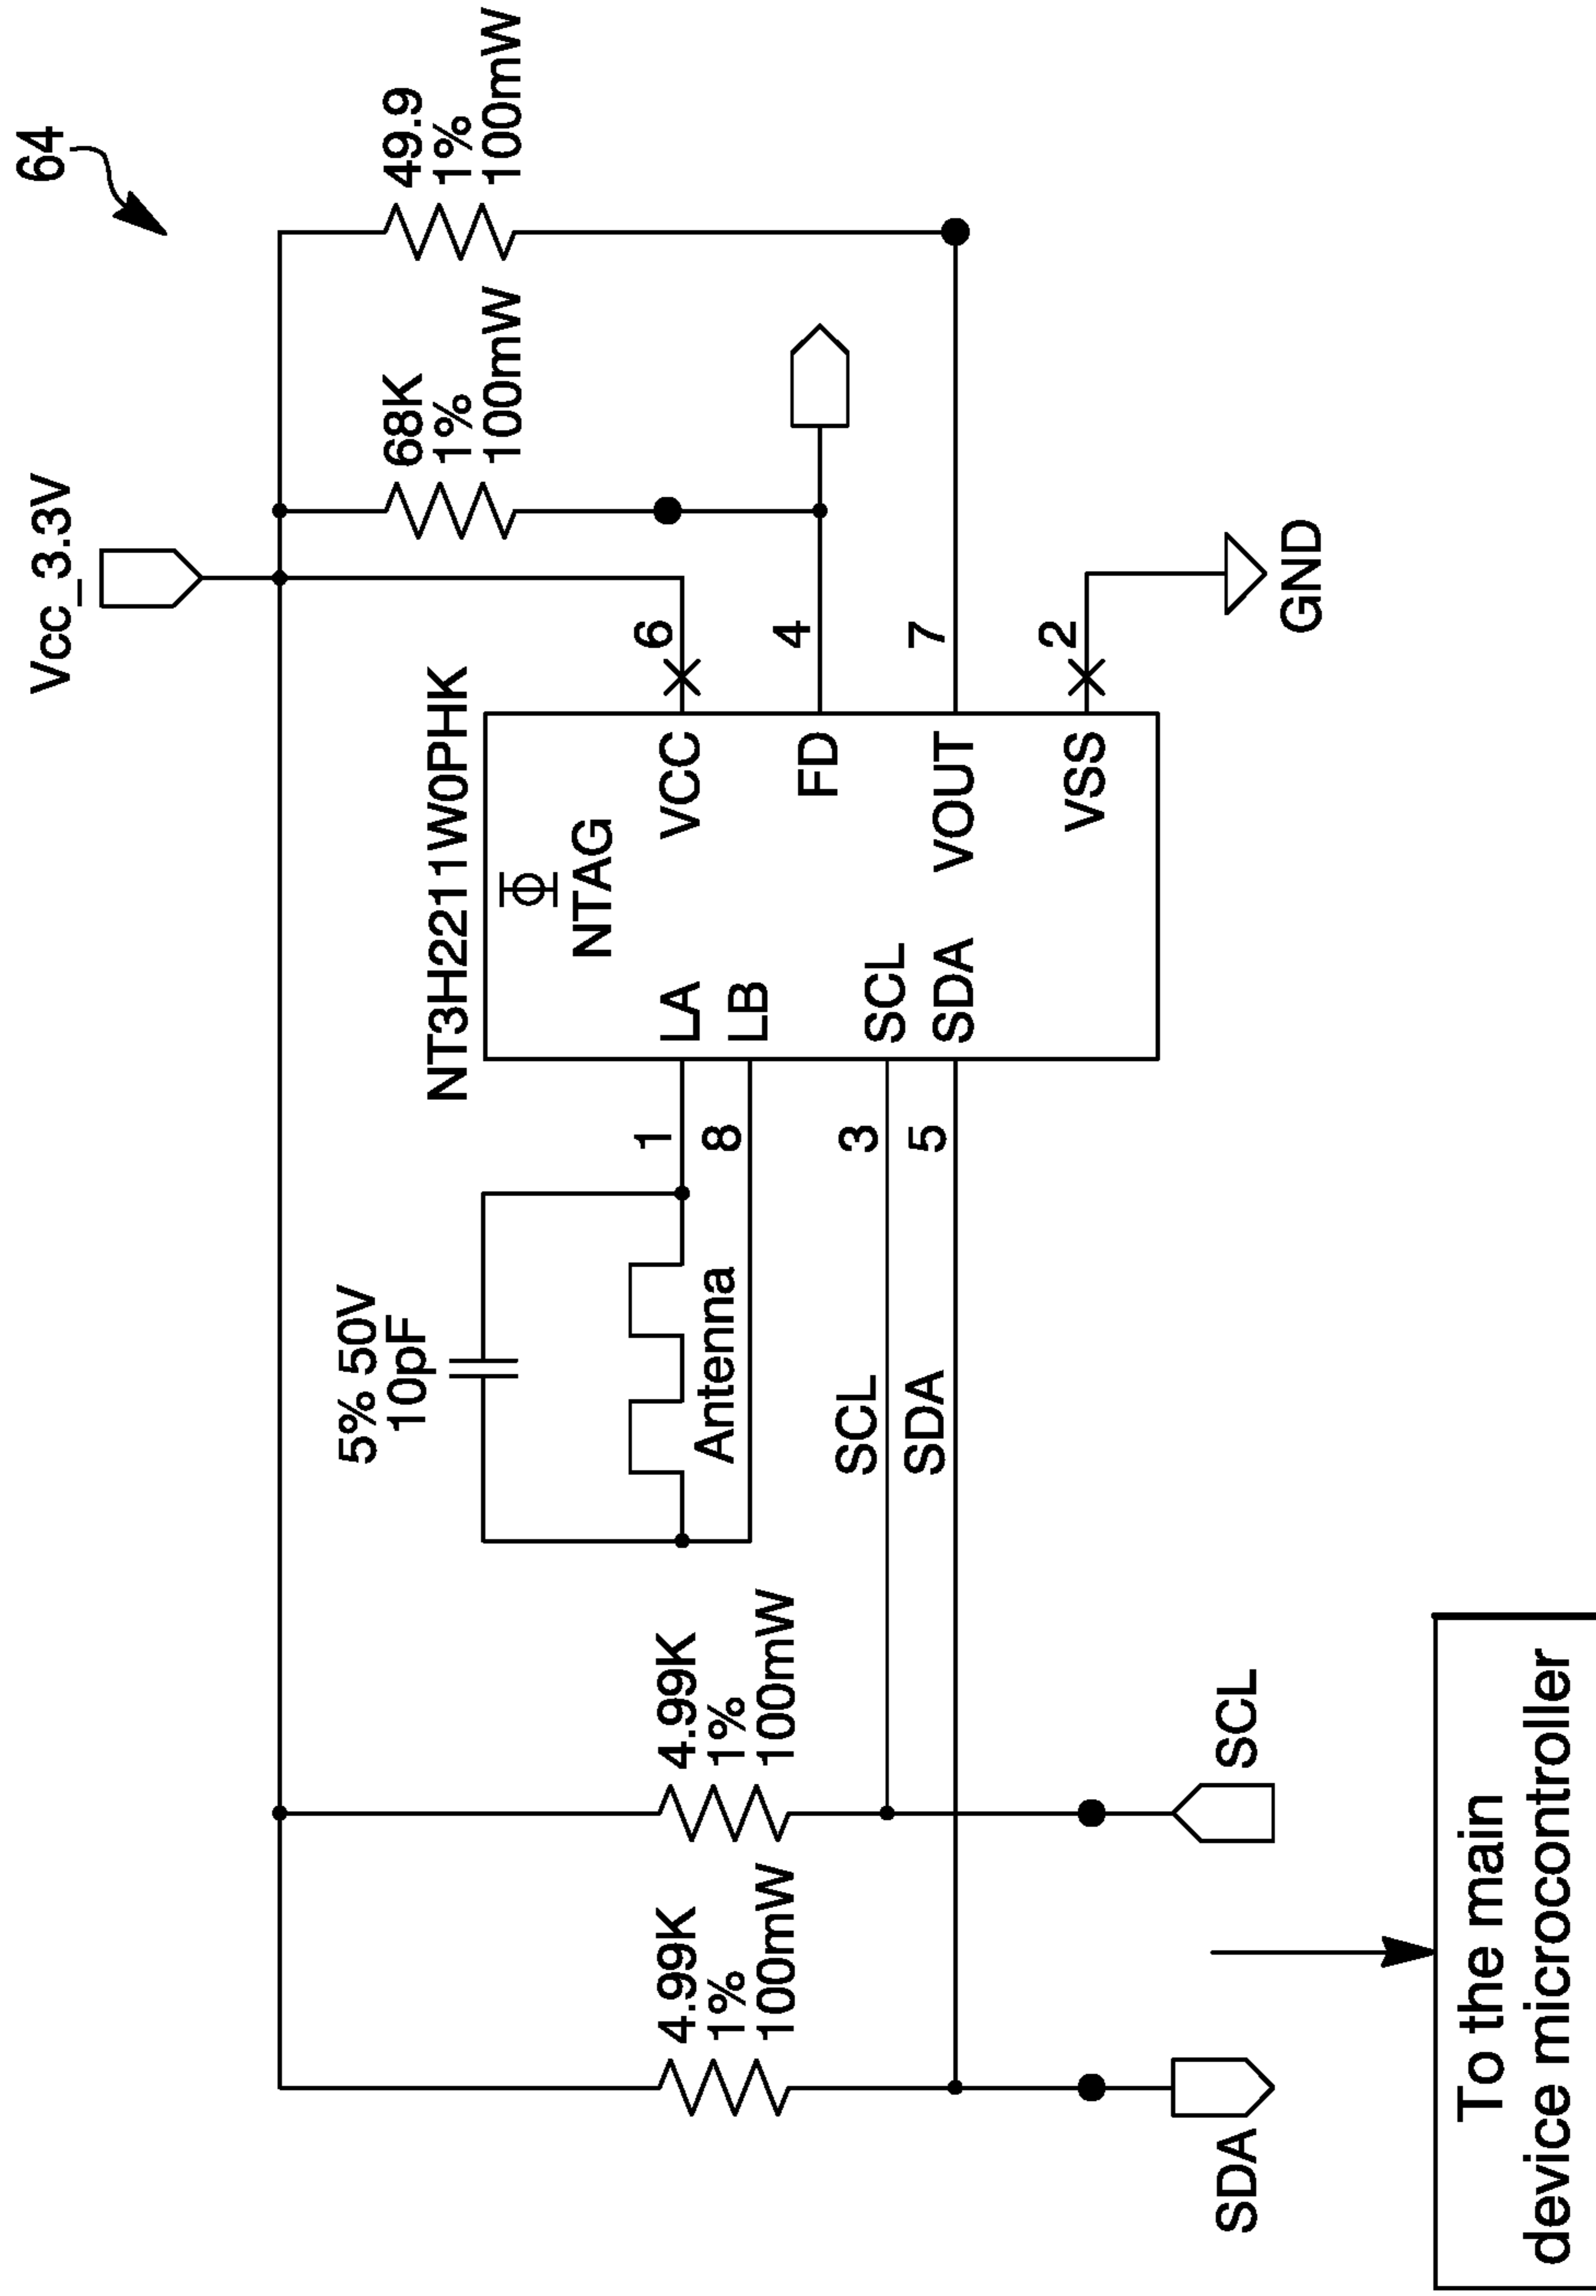 64
Vcc_3.3V
68K
1%
100mW
49.9
1%
100mW
5% 50V
10pF
NT3H2211W0PHK
NTAG
Antenna
1
LA
8
LB
3
SCL
5
SDA
VCC
6
FD
4
VOUT
7
VSS
2
GND
SCL
SDA
4.99K
1%
100mW
4.99K
1%
100mW
SDA
SCL
To the main
device microcontroller